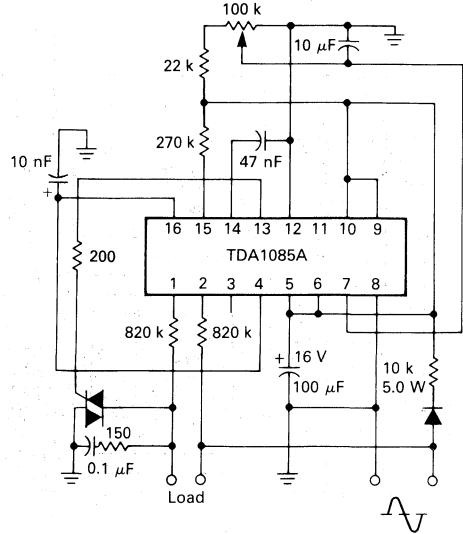 100 k
10 µF
22 k
270 k
47 nF
10 nF
+
16 15 14 13 12 11 10 9
200
TDA1085A
1 2 3 4 5 6 7 8
820 k
820 k
+
16 V
100 µF
10 k
5.0 W
150
0.1 µF
Load